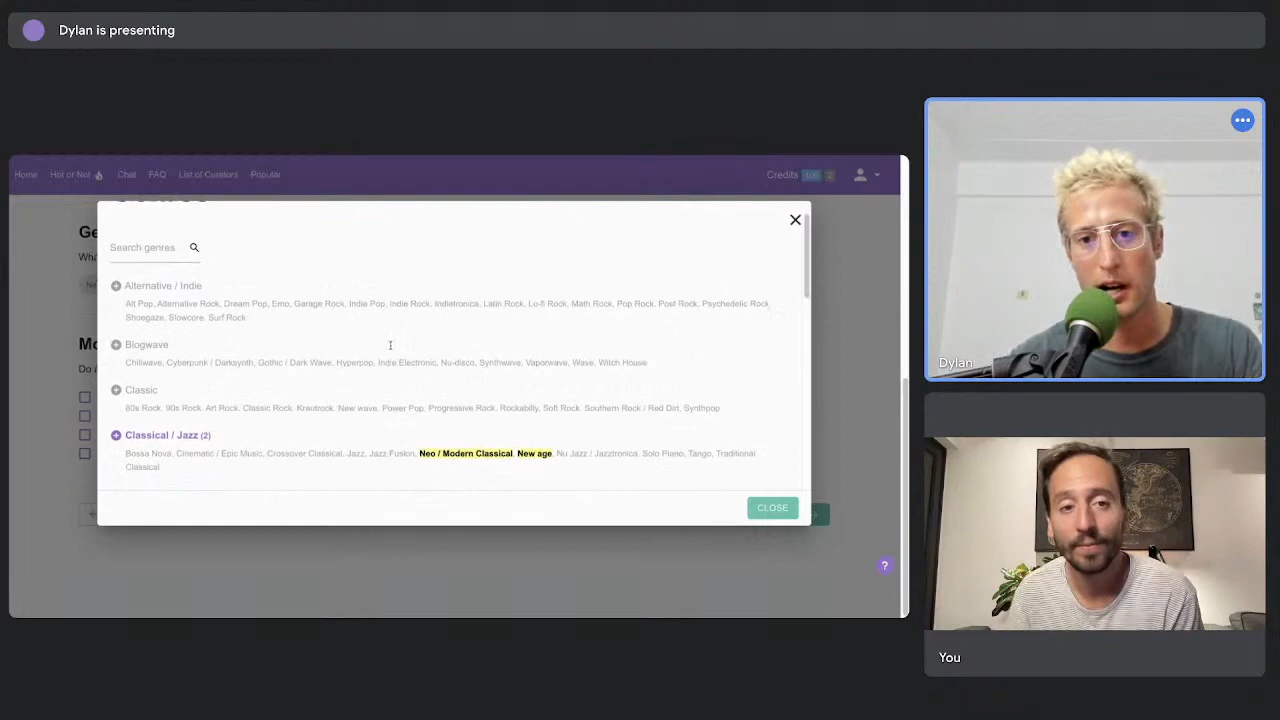 Dylan is presenting
Home Hot or Not Chat FAQ List of Curators Popular Credits 2
Search genres
Alternative / Indie
Alt Pop, Alternative Rock, Dream Pop, Emo, Garage Rock, Indie Pop, Indie Rock, Indietronica, Latin Rock, Lo-fi Rock, Math Rock, Pop Rock, Post Rock, Psychedelic Rock,
Shoegaze, Slowcore, Surf Rock
Blogwave
Chillwave, Cyberpunk / Darksynth, Gothic / Dark Wave, Hyperpop, Indie Electronic, Nu-disco, Synthwave, Vaporwave, Wave, Witch House
Classic
80s Rock, 90s Rock, Art Rock, Classic Rock, Krautrock, New wave, Power Pop, Progressive Rock, Rockabilly, Soft Rock, Southern Rock / Red Dirt, Synthpop
Classical / Jazz (2)
Bossa Nova, Cinematic / Epic Music, Crossover Classical, Jazz, Jazz Fusion, Neo / Modern Classical, New age, Nu Jazz / Jazztronica, Solo Piano, Tango, Traditional
Classical
CLOSE
?
Dylan
You